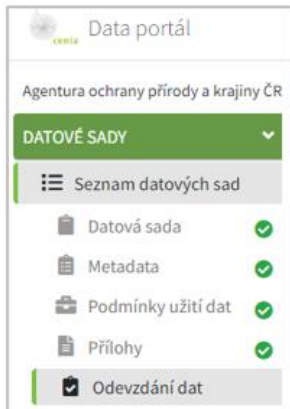 cenia
Data portál
Agentura ochrany přírody a krajiny ČR
DATOVÉ SADY
Seznam datových sad
Datová sada
Metadata
Podmínky užití dat
Přílohy
Odevzdání dat